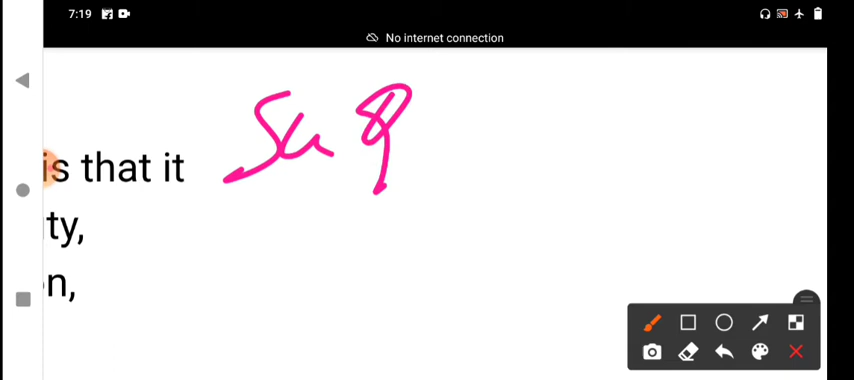 7:19
No internet connection
is that it
ty,
n,